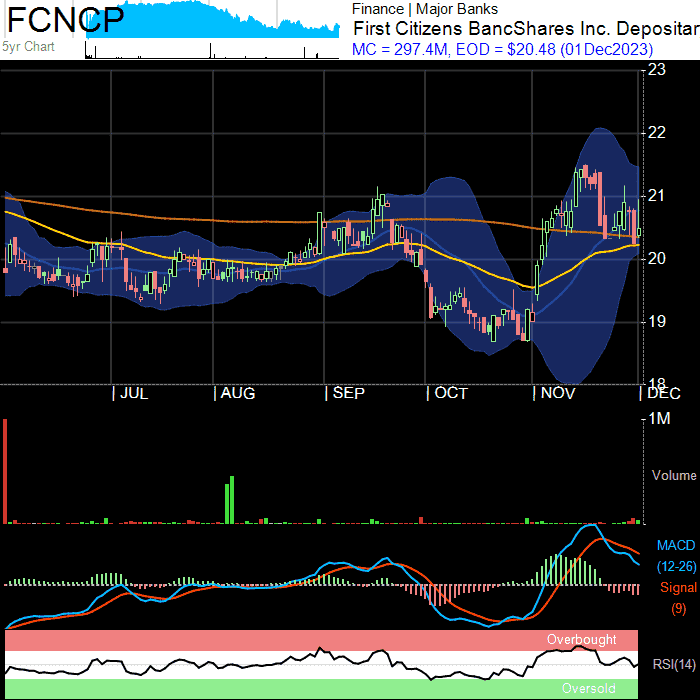 FCNCP
5yr Chart
Finance | Major Banks
First Citizens BancShares Inc. Depositar
MC = 297.4M, EOD = $20.48 (01Dec2023)
23
22
21
20
19
18
| JUL
| AUG
| SEP
| OCT
| NOV
| DEC
1M
Volume
MACD
(12-26)
Signal
(9)
Overbought
RSI(14)
Oversold